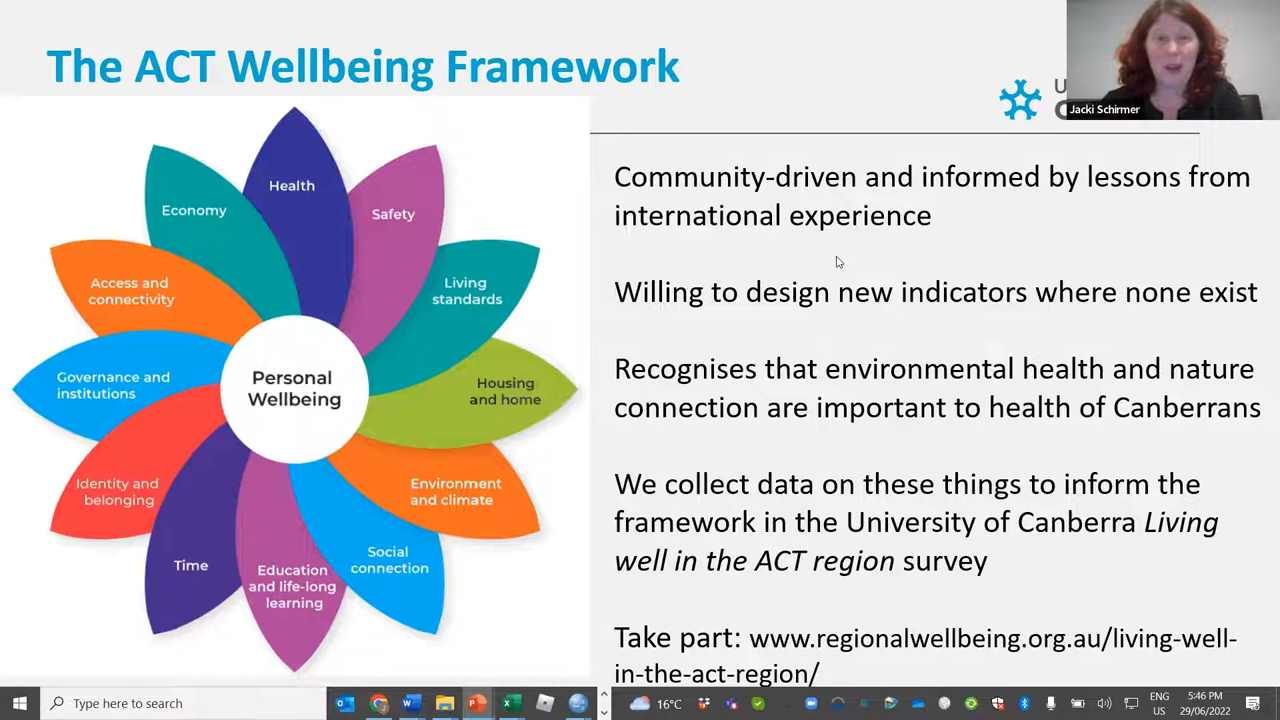 The ACT Wellbeing Framework
Jacki Schirmer
Health
Safety
Economy
Living
standards
Access and
connectivity
Personal
Wellbeing
Governance and
institutions
Housing
and home
Identity and
belonging
Environment
and climate
Time
Social
connection
Education
and life-long
learning
Community-driven and informed by lessons from
international experience
Willing to design new indicators where none exist
Recognises that environmental health and nature
connection are important to health of Canberrans
We collect data on these things to inform the
framework in the University of Canberra Living
well in the ACT region survey
Take part: www.regionalwellbeing.org.au/living-well-
in-the-act-region/
Type here to search
16°C
ENG
US
5:46 PM
29/06/2022